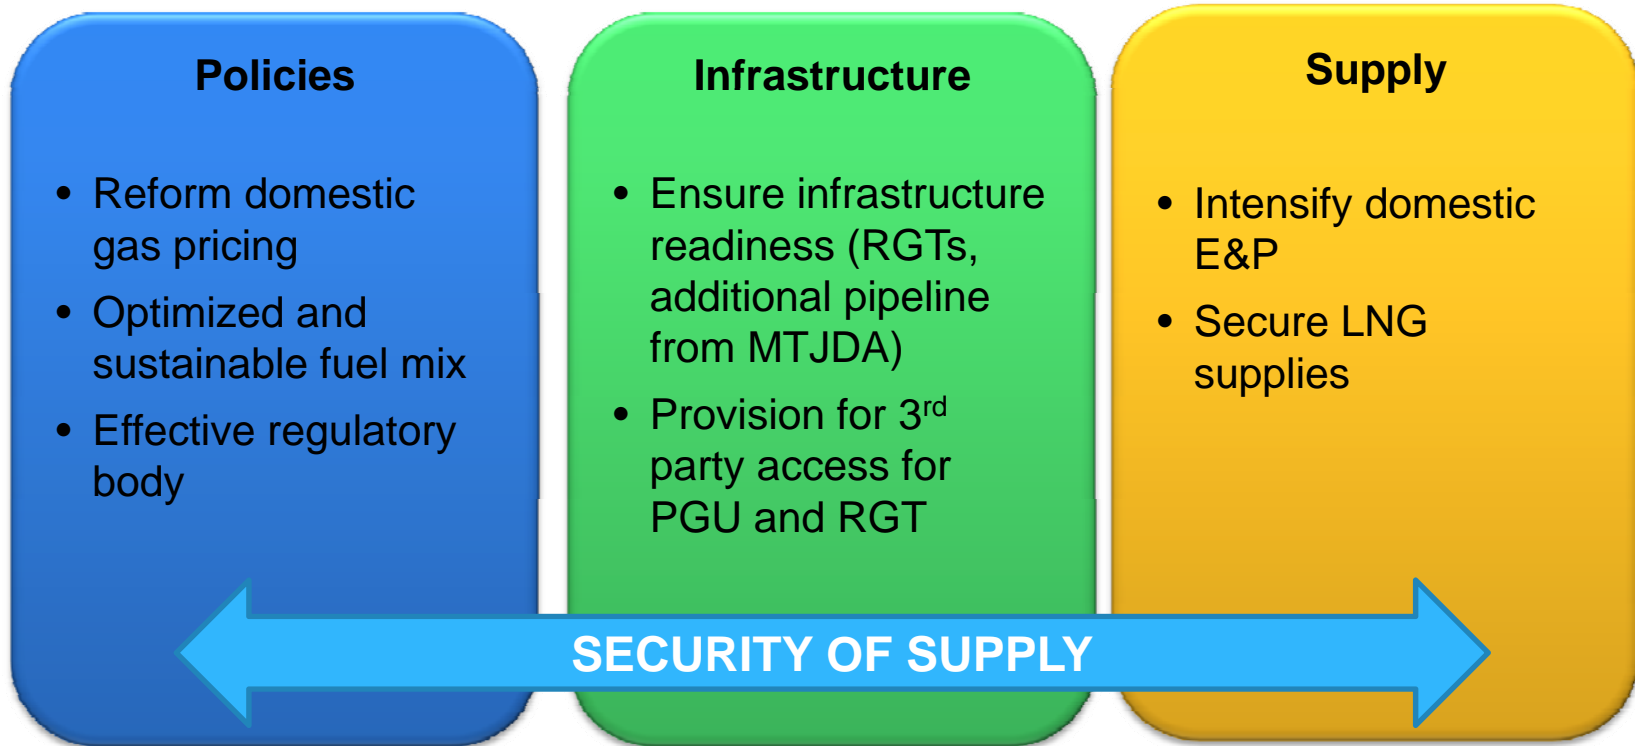 Policies
• Reform domestic
gas pricing
• Optimized and
sustainable fuel mix
• Effective regulatory
body
Infrastructure
• Ensure infrastructure
readiness (RGTs,
additional pipeline
from MTJDA)
• Provision for 3rd
party access for
PGU and RGT
Supply
• Intensify domestic
E&P
• Secure LNG
supplies
SECURITY OF SUPPLY